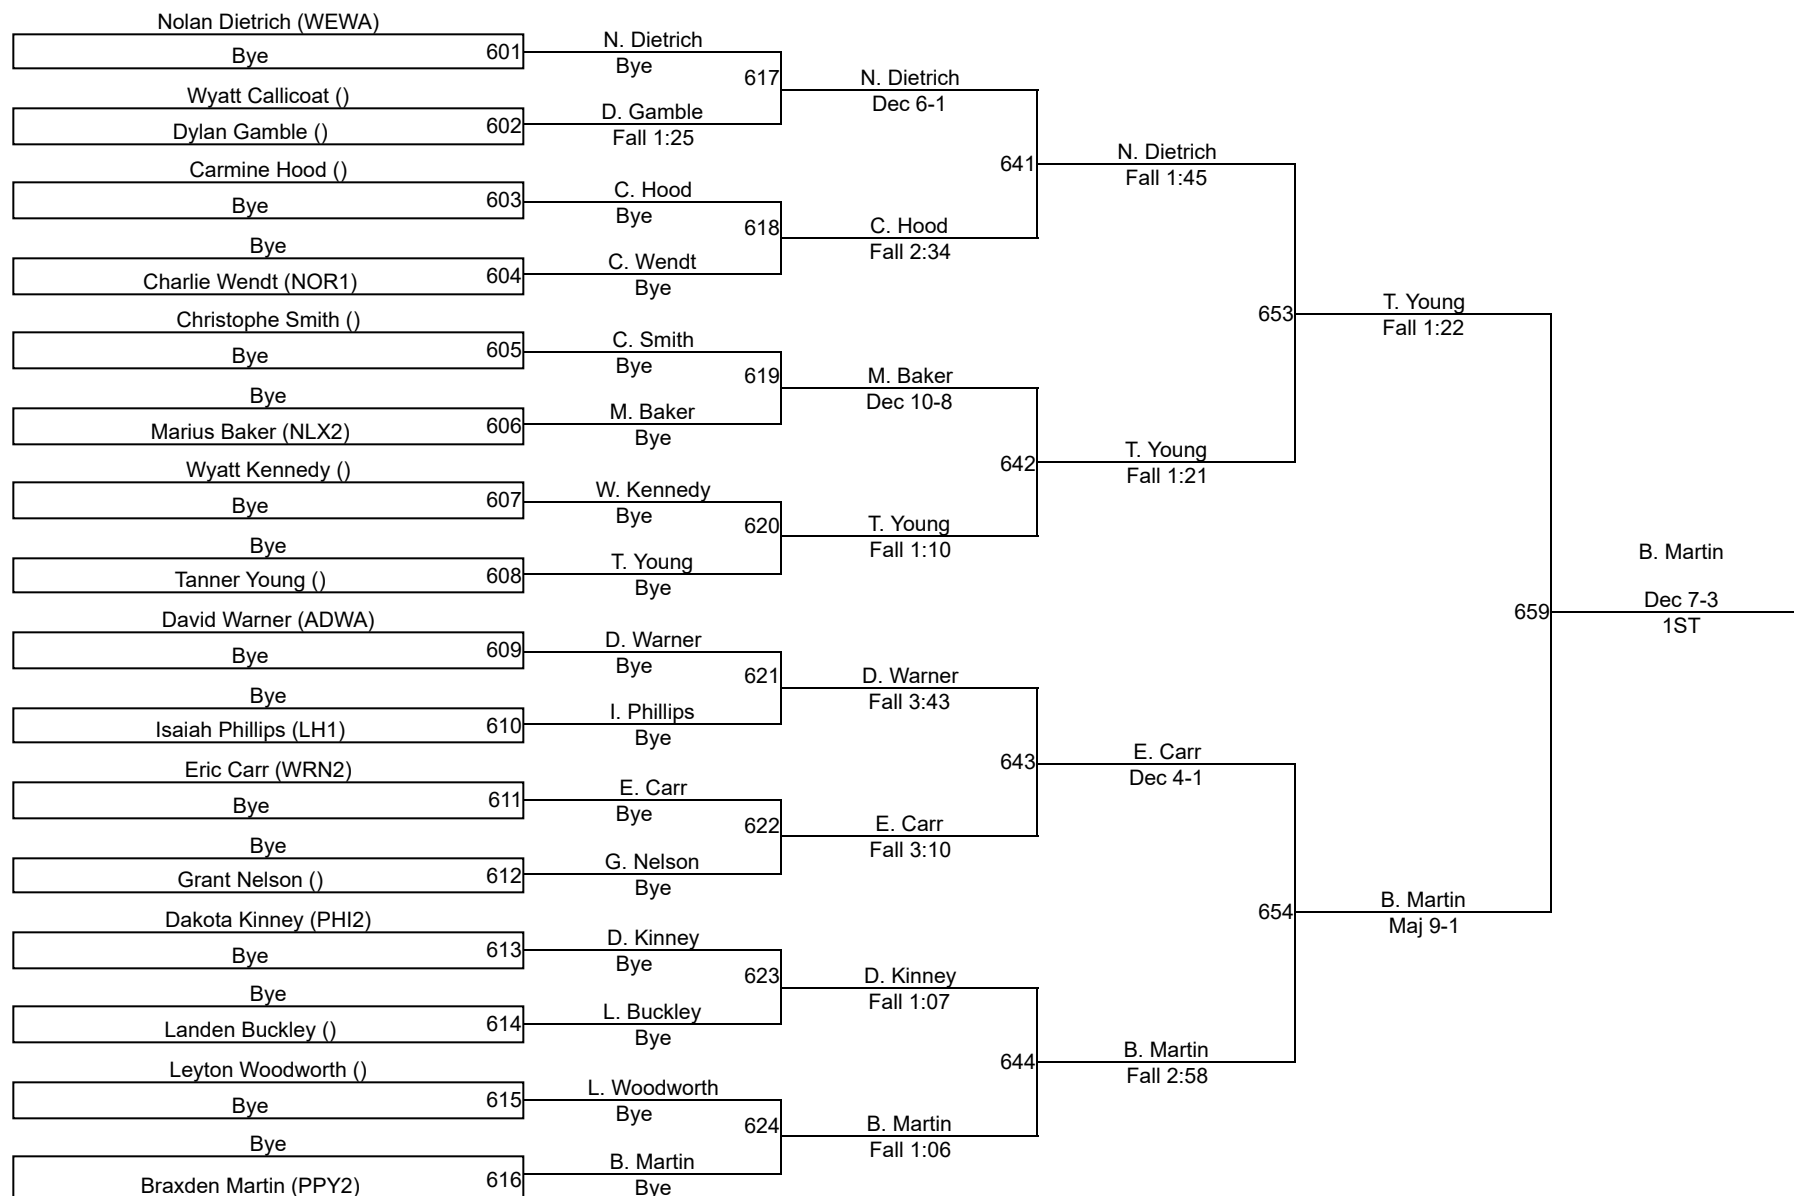 Nolan Dietrich (WEWA)
Bye
601
Wyatt Callicoat ()
Dylan Gamble ()
602
Carmine Hood ()
Bye
603
Bye
Charlie Wendt (NOR1)
604
Christophe Smith ()
Bye
605
Bye
Marius Baker (NLX2)
606
Wyatt Kennedy ()
Bye
607
Bye
Tanner Young ()
608
David Warner (ADWA)
Bye
609
Bye
Isaiah Phillips (LH1)
610
Eric Carr (WRN2)
Bye
611
Bye
Grant Nelson ()
612
Dakota Kinney (PHI2)
Bye
613
Bye
Landen Buckley ()
614
Leyton Woodworth ()
Bye
615
Bye
Braxden Martin (PPY2)
616
N. Dietrich
Bye
617
D. Gamble
Fall 1:25
C. Hood
Bye
618
C. Wendt
Bye
C. Smith
Bye
619
M. Baker
Bye
W. Kennedy
Bye
620
T. Young
Bye
D. Warner
Bye
621
I. Phillips
Bye
E. Carr
Bye
622
G. Nelson
Bye
D. Kinney
Bye
623
L. Buckley
Bye
L. Woodworth
Bye
624
B. Martin
Bye
N. Dietrich
Dec 6-1
641
C. Hood
Fall 2:34
M. Baker
Dec 10-8
642
T. Young
Fall 1:10
D. Warner
Fall 3:43
643
E. Carr
Fall 3:10
D. Kinney
Fall 1:07
644
B. Martin
Fall 1:06
N. Dietrich
Fall 1:45
653
T. Young
Fall 1:21
E. Carr
Dec 4-1
654
B. Martin
Fall 2:58
T. Young
Fall 1:22
659
B. Martin
Maj 9-1
B. Martin
Dec 7-3
1ST